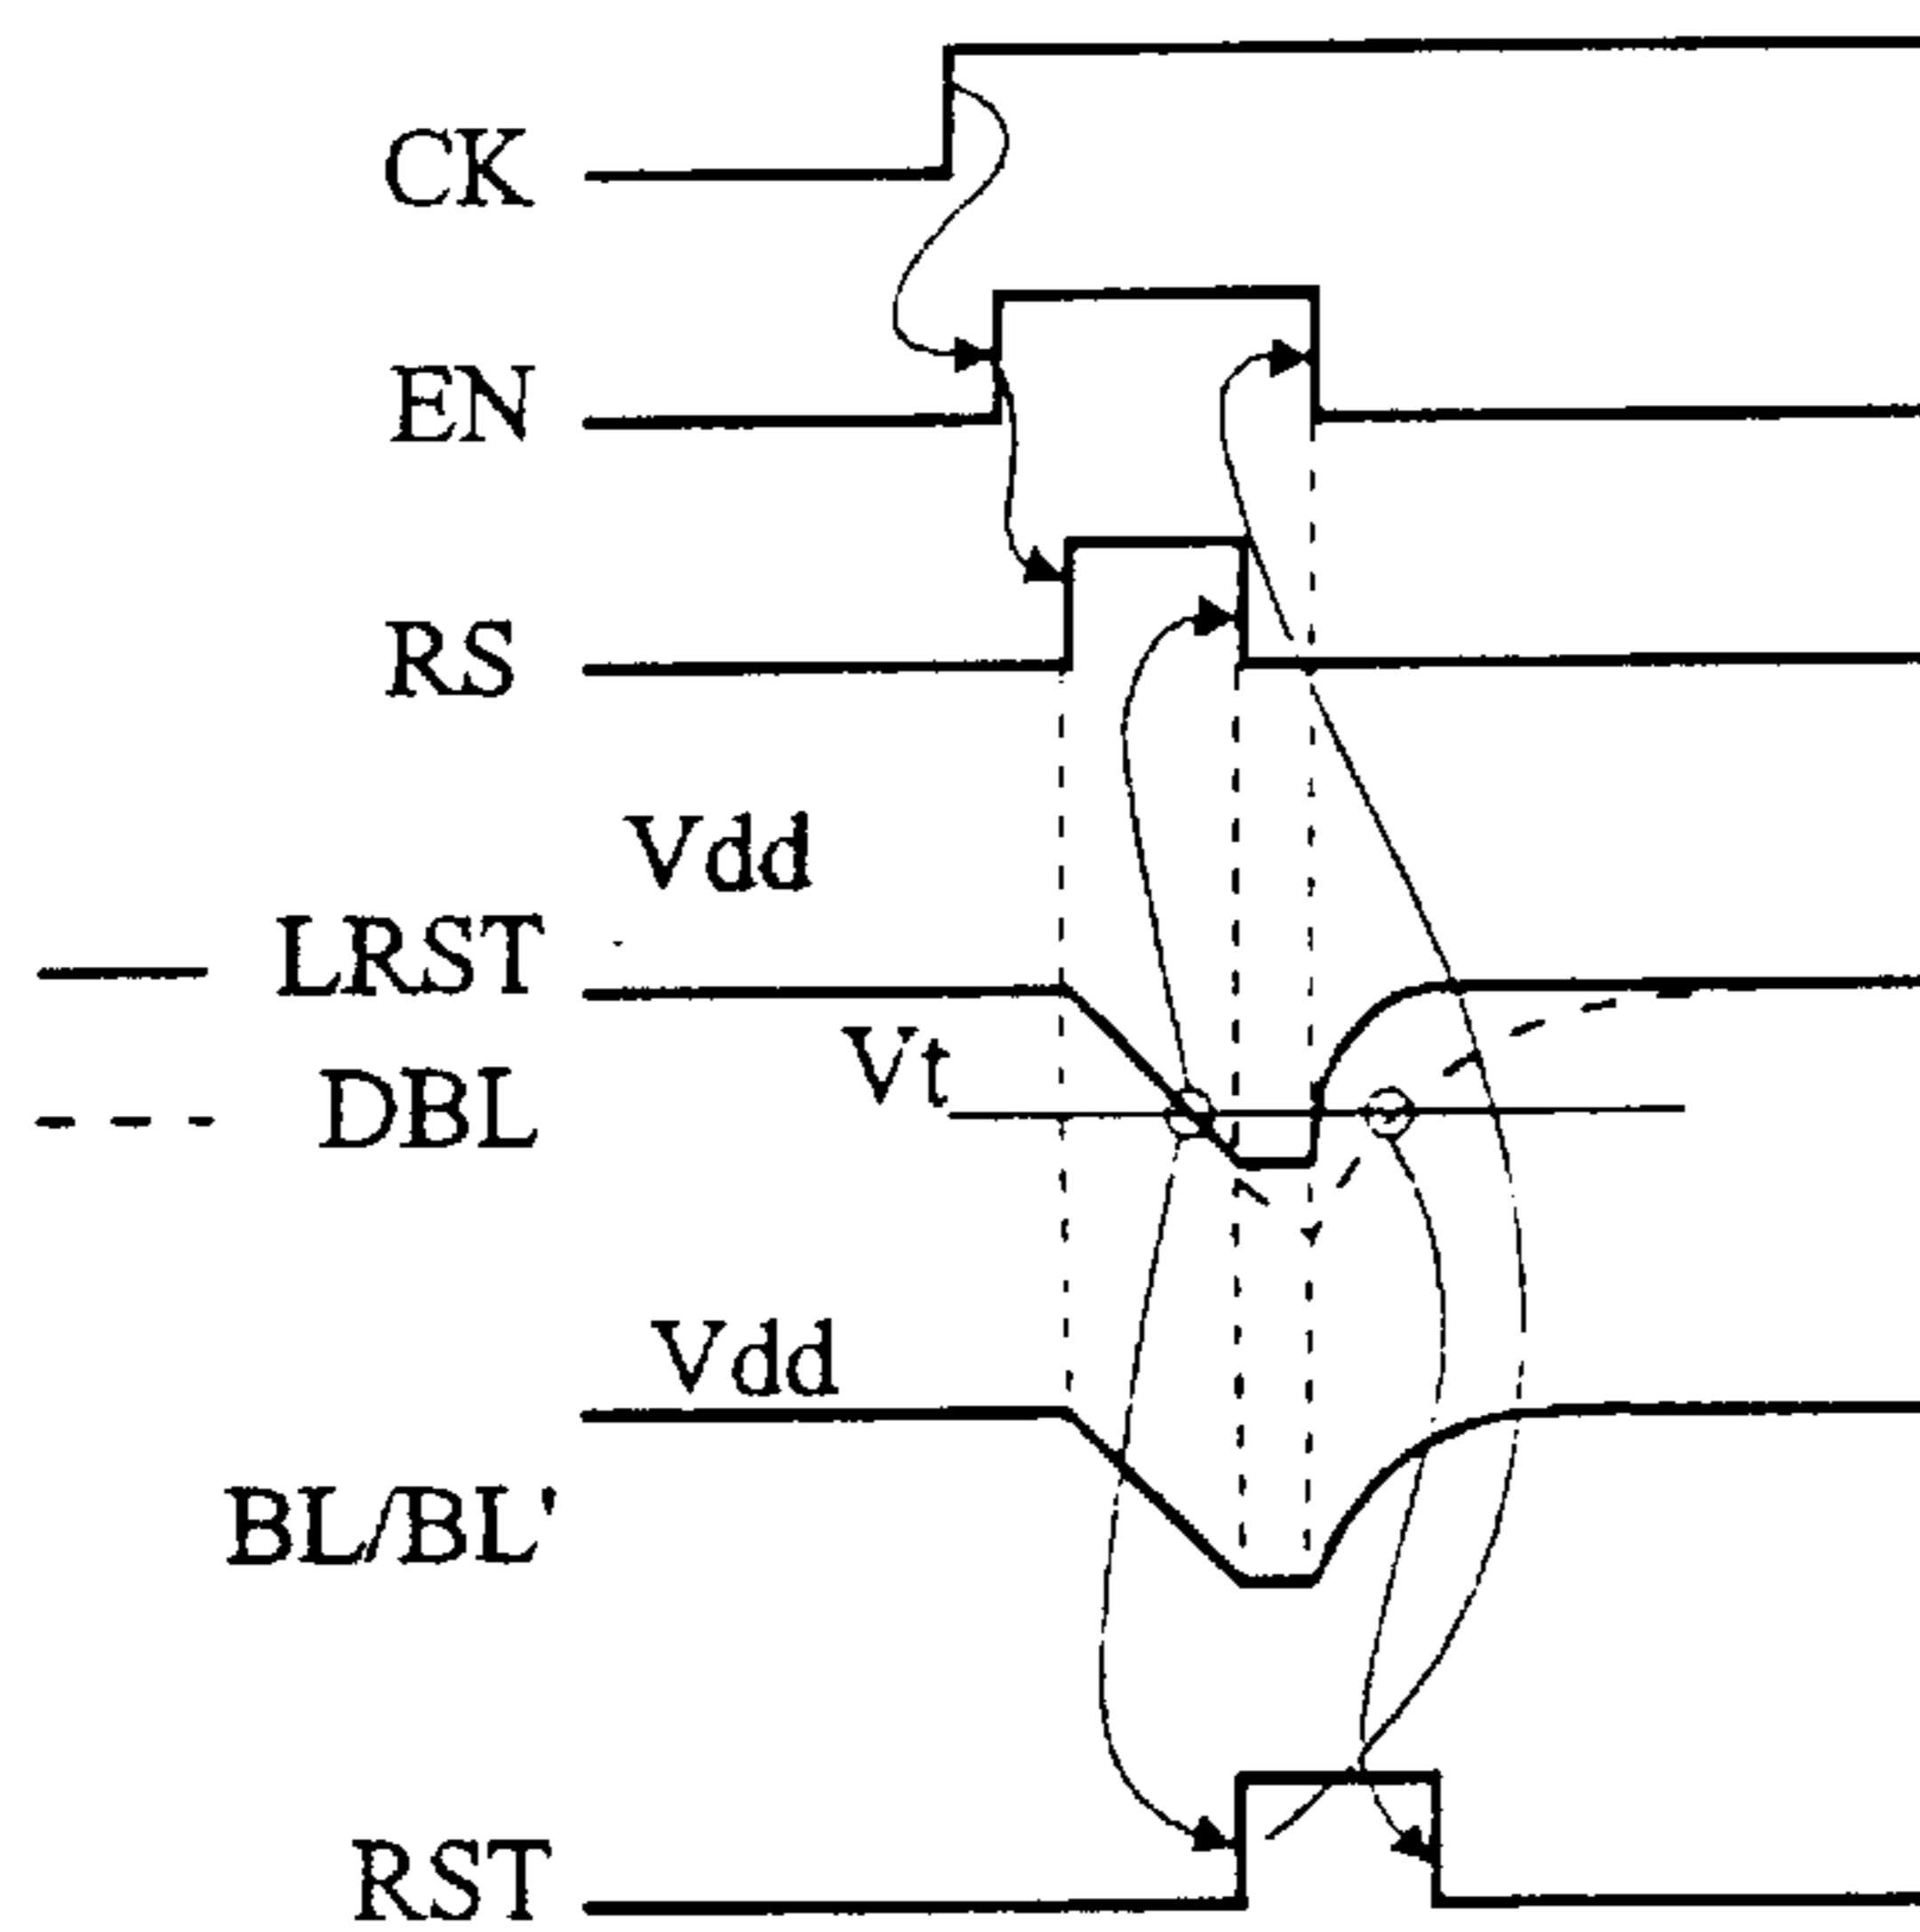 CK
EN
RS
Vdd
LRST
Vt
DBL
Vdd
BL/BL'
RST